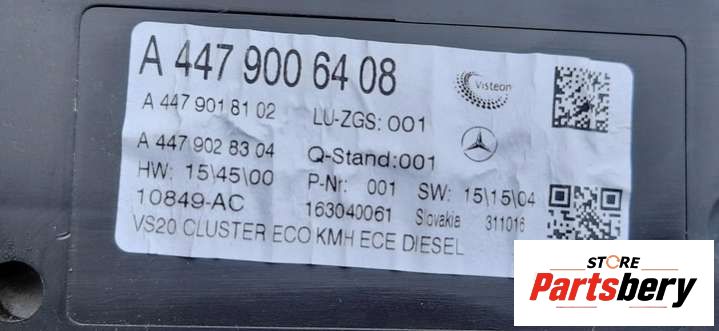 A 447 900 64 08
Visteon
A 447 901 81 02
LU-ZGS: 001
A 447 902 83 04
Q-Stand:001
HW: 15\45\00
P-Nr: 001
SW: 15\15\04
10849-AC
163040061
Slovakia
311016
VS20 CLUSTER ECO KMH ECE DIESEL
STORE
Partsbery